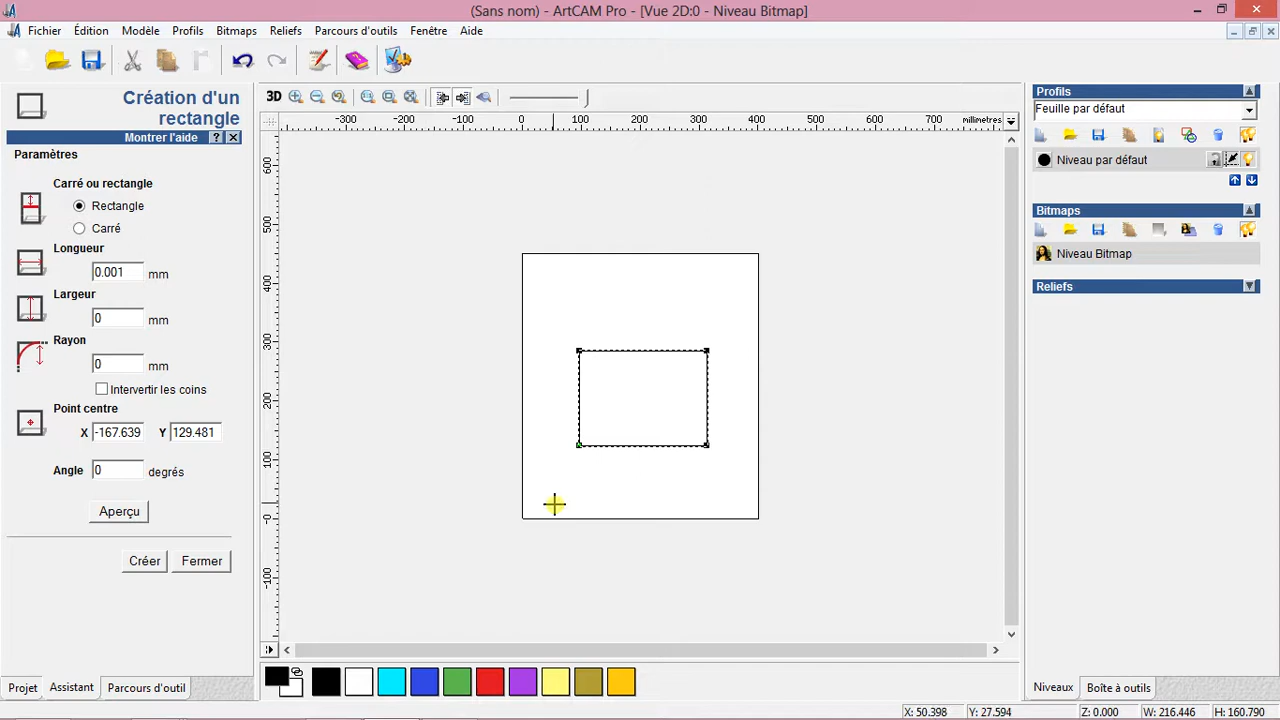 (Sans nom) - ArtCAM Pro - [Vue 2D:0 - Niveau Bitmap]
Fichier Édition Modèle Profils Bitmaps Reliefs Parcours d'outils Fenêtre Aide
Création d'un
rectangle
Montrer l'aide
Paramètres
Carré ou rectangle
Rectangle
Carré
Longueur
0.001 mm
Largeur
0 mm
Rayon
0 mm
Intervertir les coins
Point centre
X -167.639 Y 129.481
Angle 0 degrés
Aperçu
Créer Fermer
Projet Assistant Parcours d'outil
3D
-300 -200 -100 0 100 200 300 400 500 600 700 millimetres
600
500
400
300
200
100
-0
-100
Profils
Feuille par défaut
Niveau par défaut
Bitmaps
Niveau Bitmap
Reliefs
Niveaux Boîte à outils
X: 50.398 Y: 27.594 Z: 0.000 W: 216.446 H: 160.790